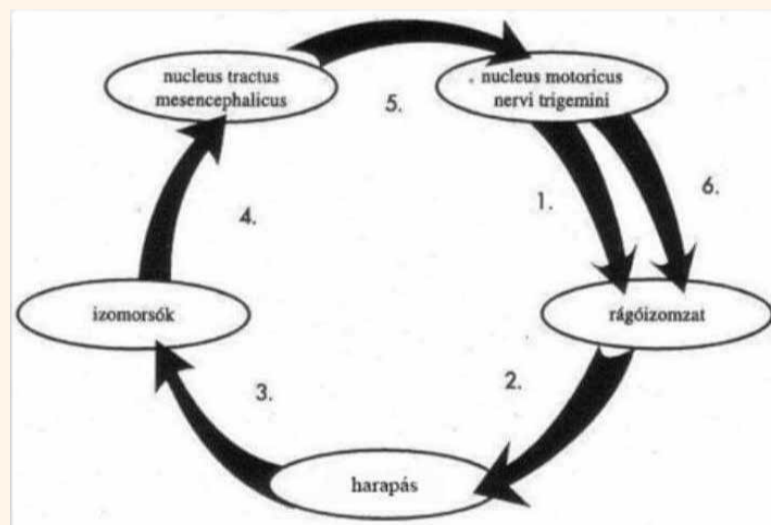 nucleus tractus
mesencephalicus
nucleus motoricus
nervi trigemini
5.
1.
6.
4.
izomorsók
rágóizomzat
2.
3.
harapás